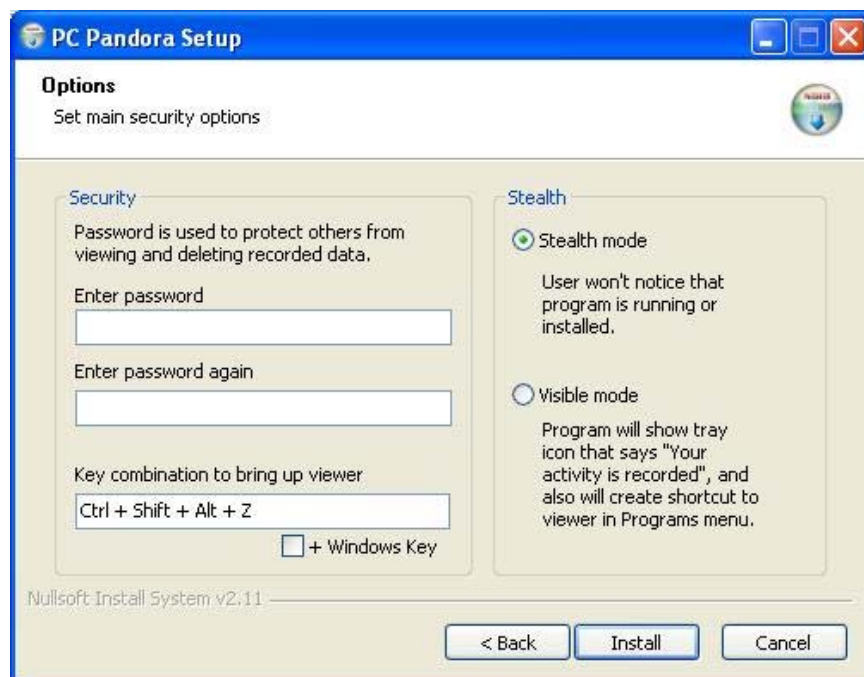 PC Pandora Setup
Options
Set main security options
Security
Password is used to protect others from
viewing and deleting recorded data.
Enter password
Enter password again
Key combination to bring up viewer
Ctrl + Shift + Alt + Z
+ Windows Key
Stealth
Stealth mode
User won't notice that
program is running or
installed.
Visible mode
Program will show tray
icon that says "Your
activity is recorded", and
also will create shortcut to
viewer in Programs menu.
Nullsoft Install System v2.11
< Back
Install
Cancel